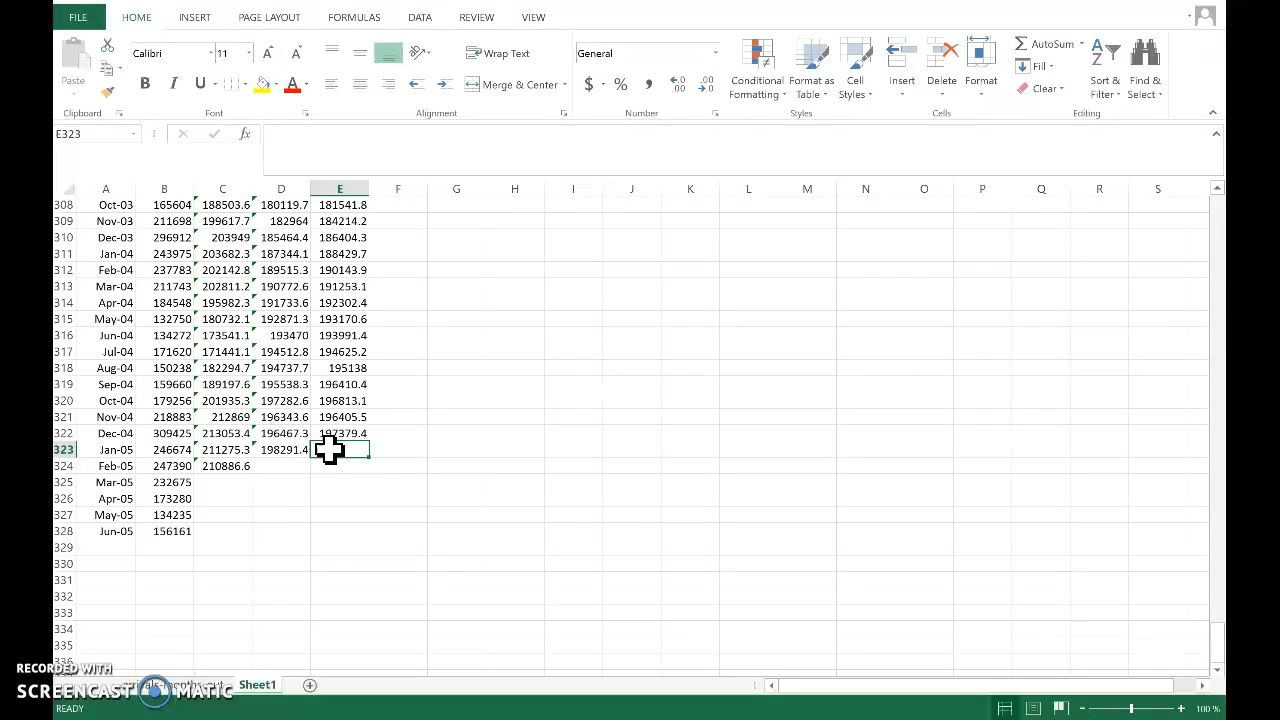 FILE HOME INSERT PAGE LAYOUT FORMULAS DATA REVIEW VIEW
Calibri 11 Wrap Text General AutoSum
Paste B I U Merge & Center $ % , Conditional Formatting Format as Table Cell Styles Insert Delete Format Fill Clear Sort & Filter Find & Select
Clipboard Font Alignment Number Styles Cells Editing
E323 fx
A B C D E F G H I J K L M N O P Q R S
308 Oct-03 165604 188503.6 180119.7 181541.8
309 Nov-03 211698 199617.7 182964 184214.2
310 Dec-03 296912 203949 185464.4 186404.3
311 Jan-04 243975 203682.3 187344.1 188429.7
312 Feb-04 237783 202142.8 189515.3 190143.9
313 Mar-04 211743 202811.2 190772.6 191253.1
314 Apr-04 184548 195982.3 191733.6 192302.4
315 May-04 132750 180732.1 192871.3 193170.6
316 Jun-04 134272 173541.1 193470 193991.4
317 Jul-04 171620 171441.1 194512.8 194625.2
318 Aug-04 150238 182294.7 194737.7 195138
319 Sep-04 159660 189197.6 195538.3 196410.4
320 Oct-04 179256 201935.3 197282.6 196813.1
321 Nov-04 218883 212869 196343.6 196405.5
322 Dec-04 309425 213053.4 196467.3 197379.4
323 Jan-05 246674 211275.3 198291.4
324 Feb-05 247390 210886.6
325 Mar-05 232675
326 Apr-05 173280
327 May-05 134235
328 Jun-05 156161
329
330
331
332
333
334
335
336
RECORDED WITH
SCREENCAST MATIC
Sheet1
READY 100 %